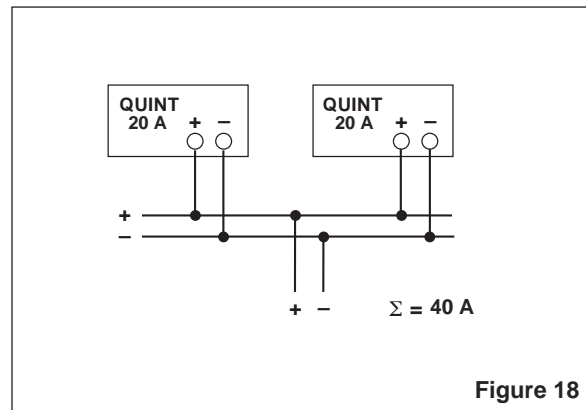 QUINT
20 A + −
QUINT
20 A + −
+
−
+ − Σ = 40 A
Figure 18